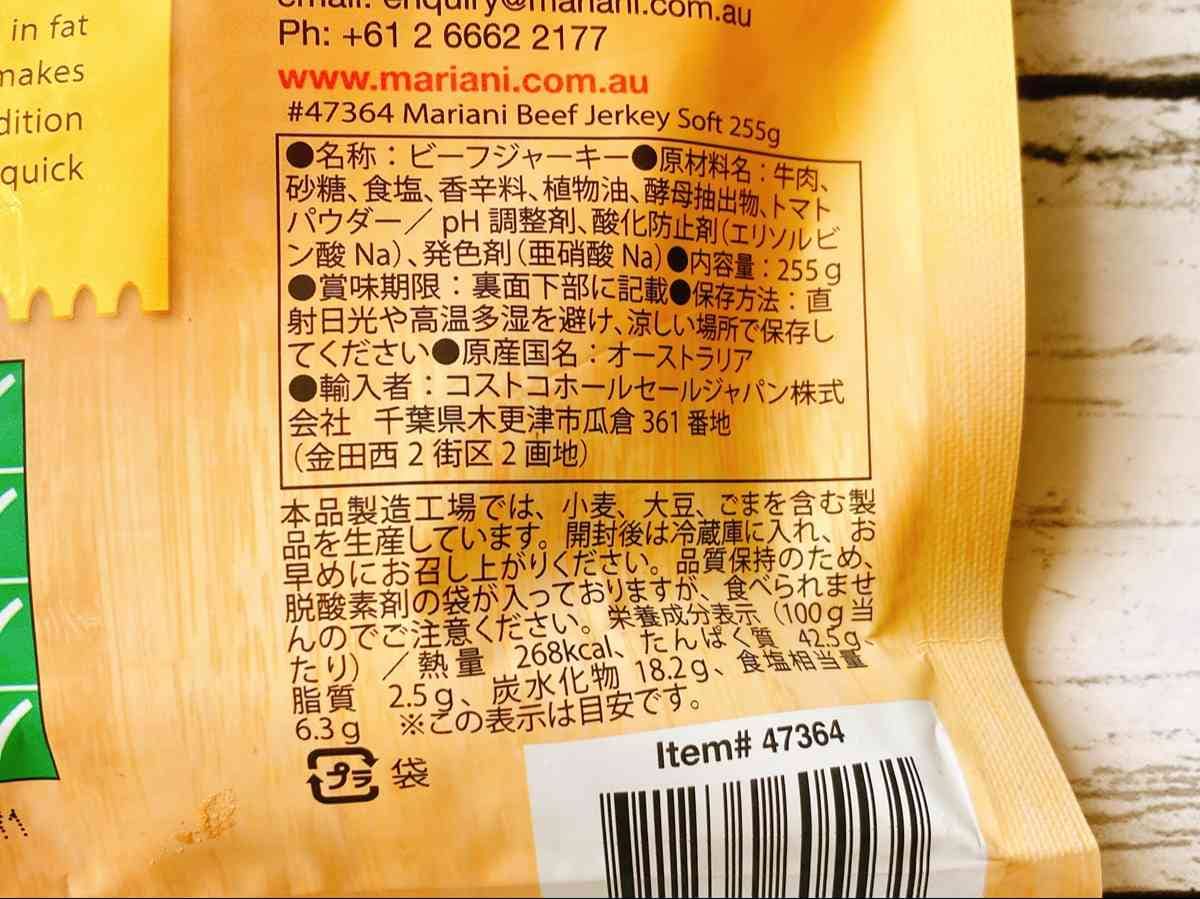 in fat
makes
dition
quick
email: enquiry@mariani.com.au
Ph: +61 2 6662 2177
www.mariani.com.au
#47364 Mariani Beef Jerkey Soft 255g
●名称：ビーフジャーキー●原材料名：牛肉、
砂糖、食塩、香辛料、植物油、酵母抽出物、トマト
パウダー／ pH 調整剤、酸化防止剤（エリソルビ
ン酸 Na）、発色剤（亜硝酸 Na）●内容量：255 g
●賞味期限：裏面下部に記載●保存方法：直
射日光や高温多湿を避け、涼しい場所で保存し
てください●原産国名：オーストラリア
●輸入者：コストコホールセールジャパン株式
会社 千葉県木更津市瓜倉 361 番地
（金田西 2 街区 2 画地）
本品製造工場では、小麦、大豆、ごまを含む製
品を生産しています。開封後は冷蔵庫に入れ、お
早めにお召し上がりください。品質保持のため、
脱酸素剤の袋が入っておりますが、食べられませ
んのでご注意ください。栄養成分表示（100 g 当
たり）／熱量 268kcal、たんぱく質 42.5g、
脂質 2.5 g、炭水化物 18.2 g、食塩相当量
6.3 g ※この表示は目安です。
プラ 袋
Item# 47364